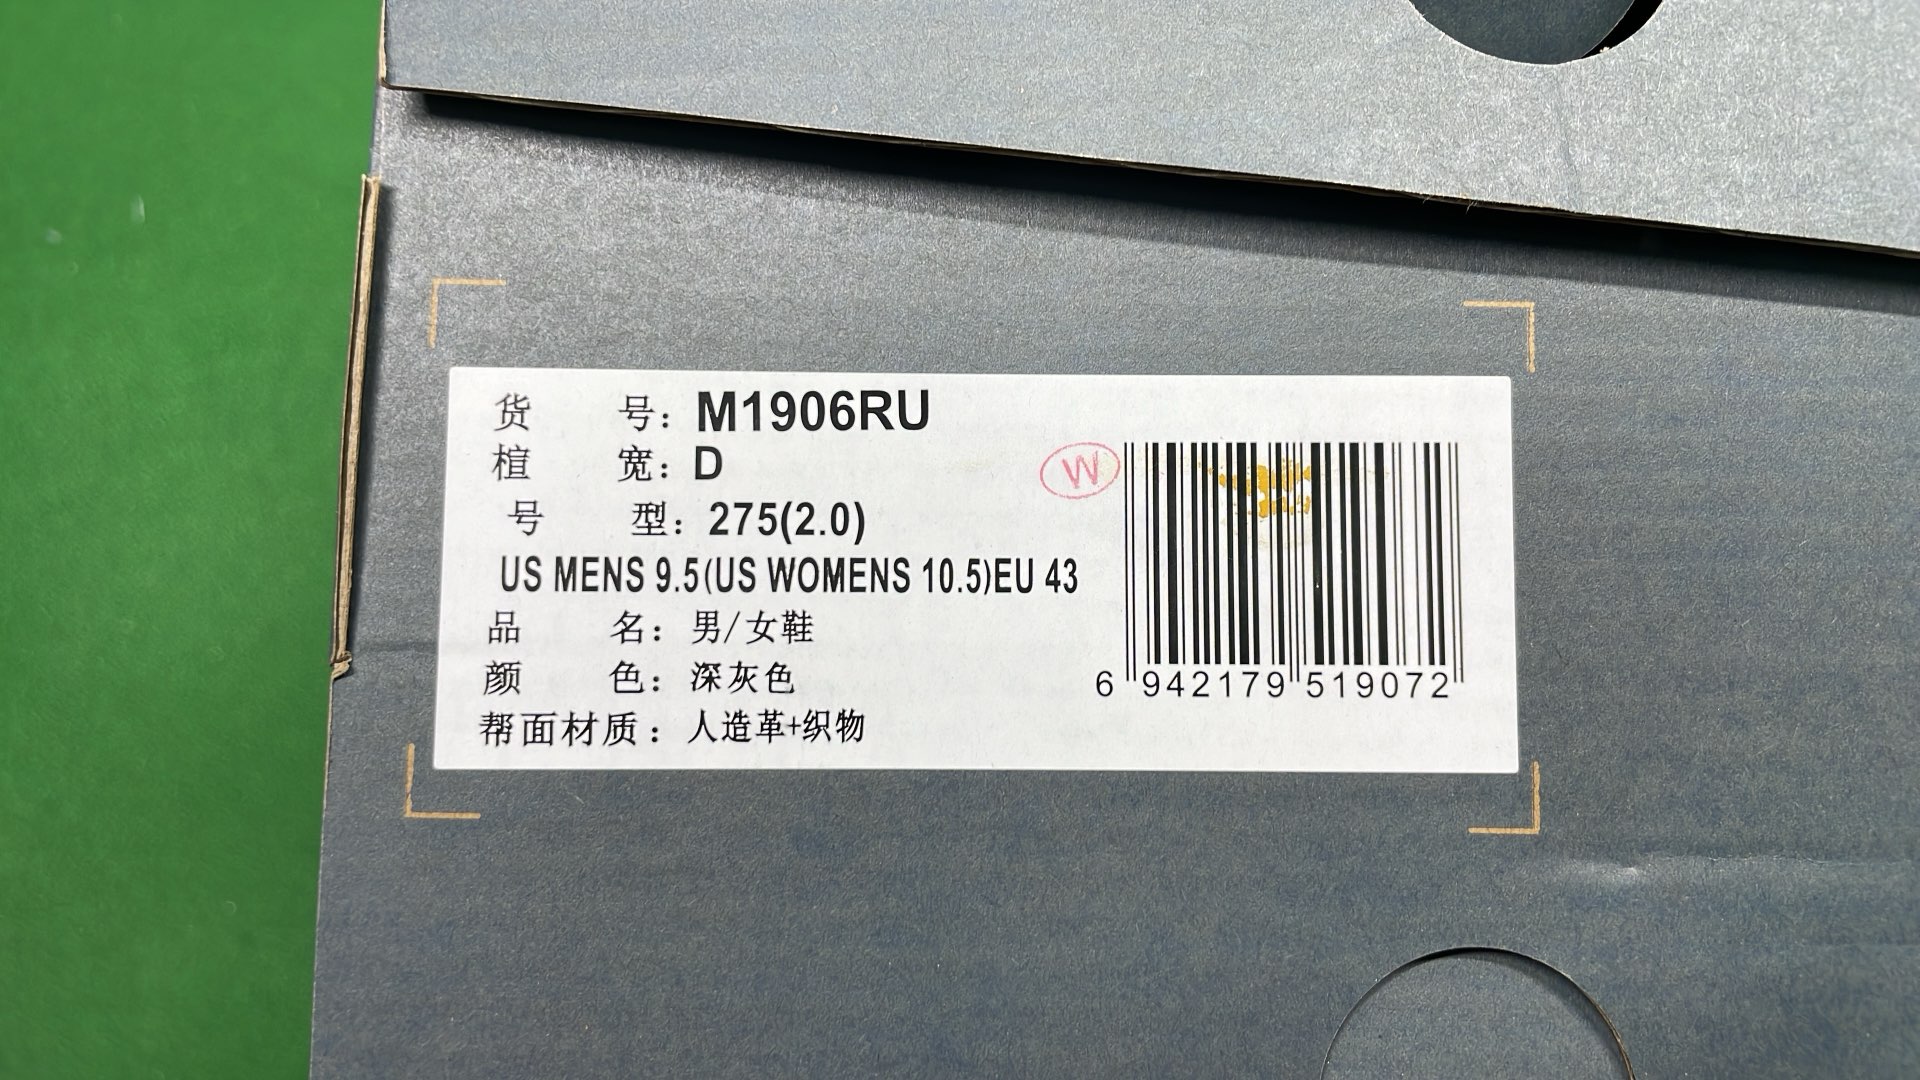 货 号：M1906RU
楦 宽：D
号 型：275(2.0)
US MENS 9.5(US WOMENS 10.5)EU 43
品 名：男/女鞋
颜 色：深灰色
帮面材质：人造革+织物
W
6 942179 519072